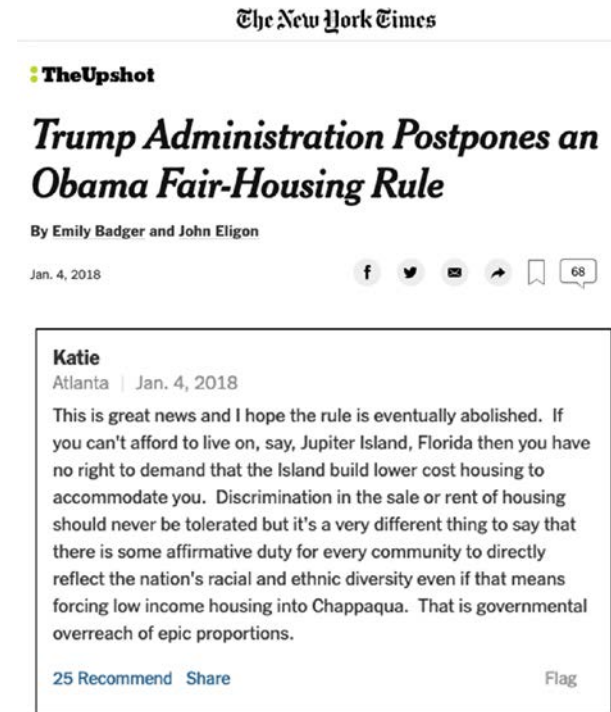 The New York Times
TheUpshot
Trump Administration Postpones an
Obama Fair-Housing Rule
By Emily Badger and John Eligon
Jan. 4, 2018
68
Katie
Atlanta | Jan. 4, 2018
This is great news and I hope the rule is eventually abolished. If
you can't afford to live on, say, Jupiter Island, Florida then you have
no right to demand that the Island build lower cost housing to
accommodate you. Discrimination in the sale or rent of housing
should never be tolerated but it's a very different thing to say that
there is some affirmative duty for every community to directly
reflect the nation's racial and ethnic diversity even if that means
forcing low income housing into Chappaqua. That is governmental
overreach of epic proportions.
25 Recommend Share Flag